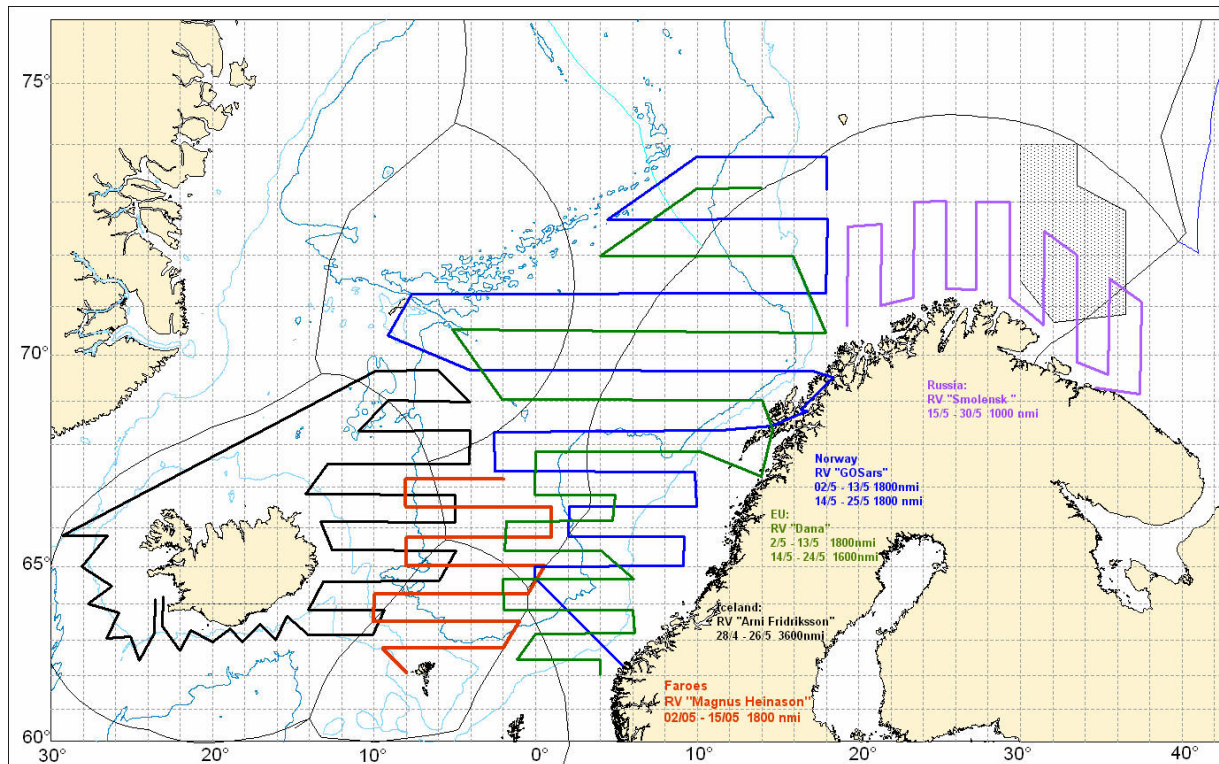 75°
70°
65°
60°
30°
20°
10°
0°
10°
20°
30°
40°
Russia:
RV "Smolensk "
15/5 - 30/5 1000 nmi
Norway
RV "GOSars"
02/5 - 13/5 1800nmi
14/5 - 25/5 1800 nmi
EU:
RV "Dana"
2/5 - 13/5 1800nmi
14/5 - 24/5 1600nmi
Iceland:
RV "Arni Fridriksson"
28/4 - 26/5 3600nmi
Faroes
RV "Magnus Heinason"
02/05 - 15/05 1800 nmi